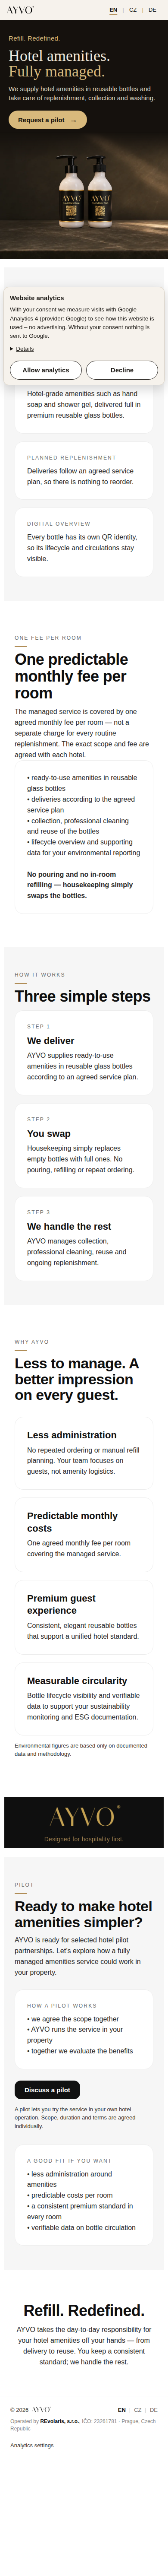 AYVO
EN | CZ | DE
Refill. Redefined.
Hotel amenities.
Fully managed.
We supply hotel amenities in reusable bottles and
take care of replenishment, collection and washing.
Request a pilot →
Website analytics
With your consent we measure visits with Google
Analytics 4 (provider: Google) to see how this website is
used – no advertising. Without your consent nothing is
sent to Google.
Details
Allow analytics
Decline
Hotel-grade amenities such as hand
soap and shower gel, delivered full in
premium reusable glass bottles.
PLANNED REPLENISHMENT
Deliveries follow an agreed service
plan, so there is nothing to reorder.
DIGITAL OVERVIEW
Every bottle has its own QR identity,
so its lifecycle and circulations stay
visible.
ONE FEE PER ROOM
One predictable
monthly fee per
room
The managed service is covered by one
agreed monthly fee per room — not a
separate charge for every routine
replenishment. The exact scope and fee are
agreed with each hotel.
• ready-to-use amenities in reusable
glass bottles
• deliveries according to the agreed
service plan
• collection, professional cleaning
and reuse of the bottles
• lifecycle overview and supporting
data for your environmental reporting
No pouring and no in-room
refilling — housekeeping simply
swaps the bottles.
HOW IT WORKS
Three simple steps
STEP 1
We deliver
AYVO supplies ready-to-use
amenities in reusable glass bottles
according to an agreed service plan.
STEP 2
You swap
Housekeeping simply replaces
empty bottles with full ones. No
pouring, refilling or repeat ordering.
STEP 3
We handle the rest
AYVO manages collection,
professional cleaning, reuse and
ongoing replenishment.
WHY AYVO
Less to manage. A
better impression
on every guest.
Less administration
No repeated ordering or manual refill
planning. Your team focuses on
guests, not amenity logistics.
Predictable monthly
costs
One agreed monthly fee per room
covering the managed service.
Premium guest
experience
Consistent, elegant reusable bottles
that support a unified hotel standard.
Measurable circularity
Bottle lifecycle visibility and verifiable
data to support your sustainability
monitoring and ESG documentation.
Environmental figures are based only on documented
data and methodology.
AYVO
Designed for hospitality first.
PILOT
Ready to make hotel
amenities simpler?
AYVO is ready for selected hotel pilot
partnerships. Let's explore how a fully
managed amenities service could work in
your property.
HOW A PILOT WORKS
• we agree the scope together
• AYVO runs the service in your
property
• together we evaluate the benefits
Discuss a pilot
A pilot lets you try the service in your own hotel
operation. Scope, duration and terms are agreed
individually.
A GOOD FIT IF YOU WANT
• less administration around
amenities
• predictable costs per room
• a consistent premium standard in
every room
• verifiable data on bottle circulation
Refill. Redefined.
AYVO takes the day-to-day responsibility for
your hotel amenities off your hands — from
delivery to reuse. You keep a consistent
standard; we handle the rest.
© 2026 AYVO
EN | CZ | DE
Operated by REvolaris, s.r.o., IČO: 23261781 · Prague, Czech
Republic
Analytics settings